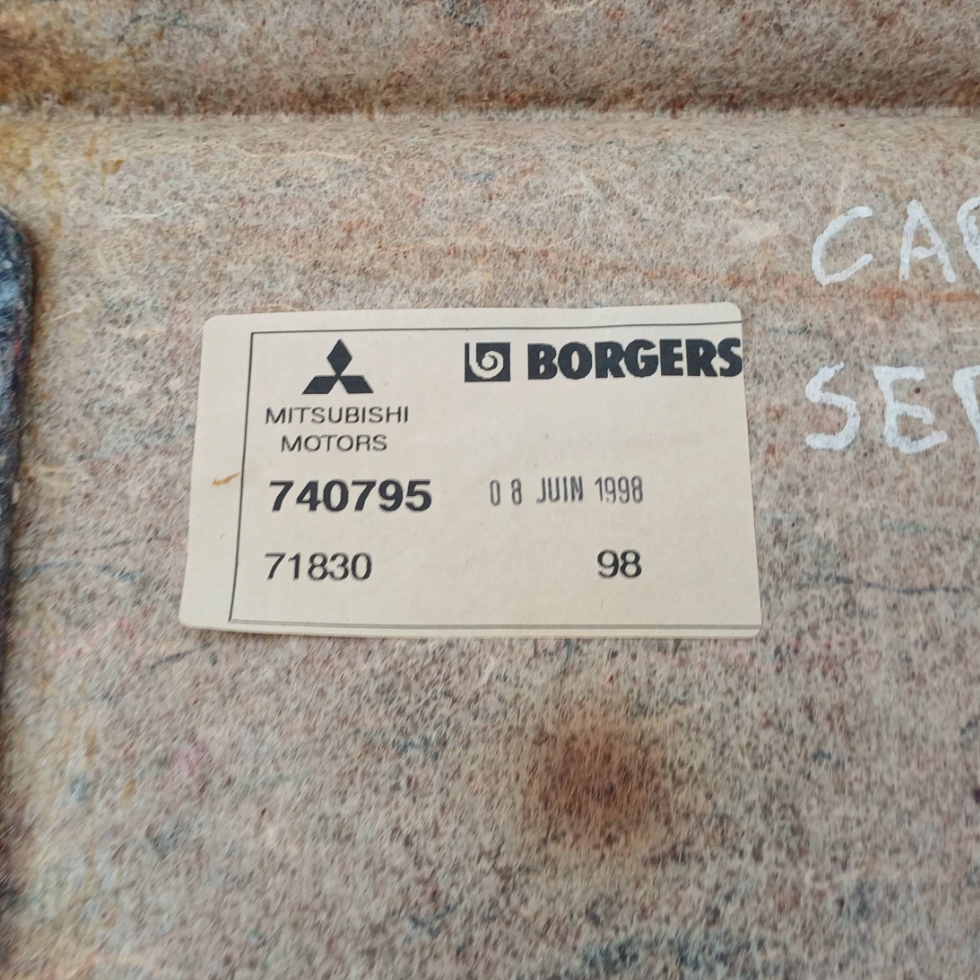 BORGERS
MITSUBISHI
MOTORS
740795 08 JUIN 1998
71830 98